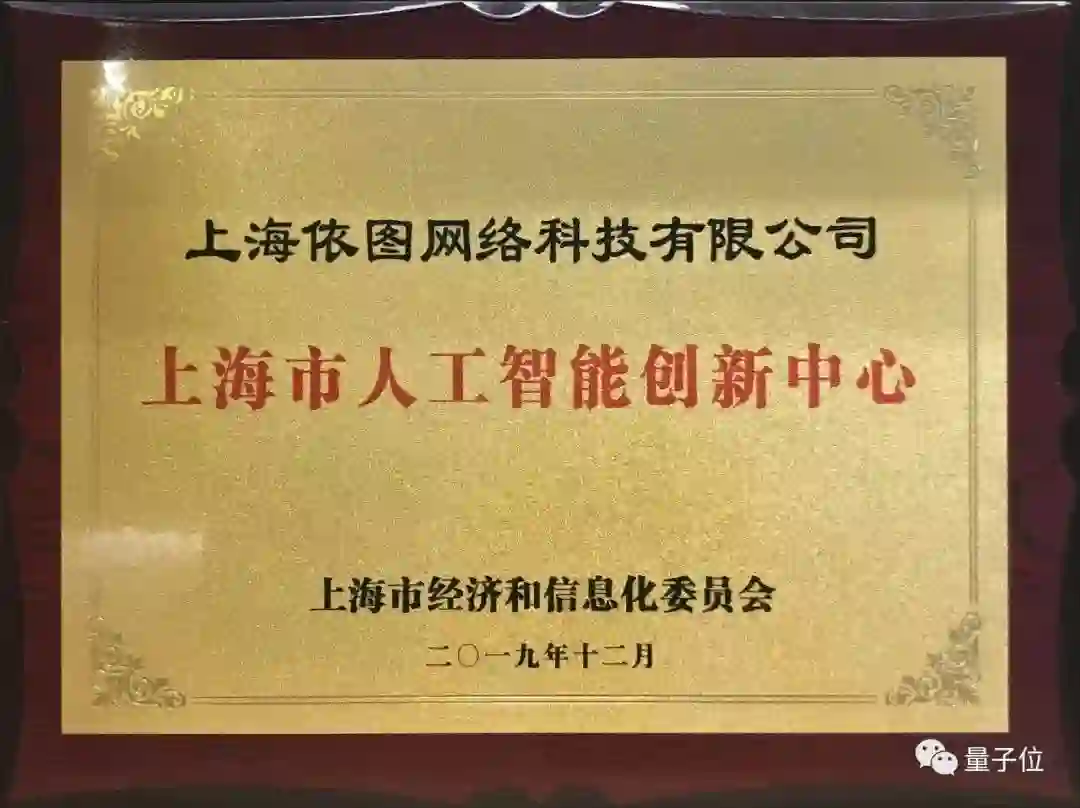 上海依图网络科技有限公司
上海市人工智能创新中心
上海市经济和信息化委员会
二〇一九年十二月
量子位